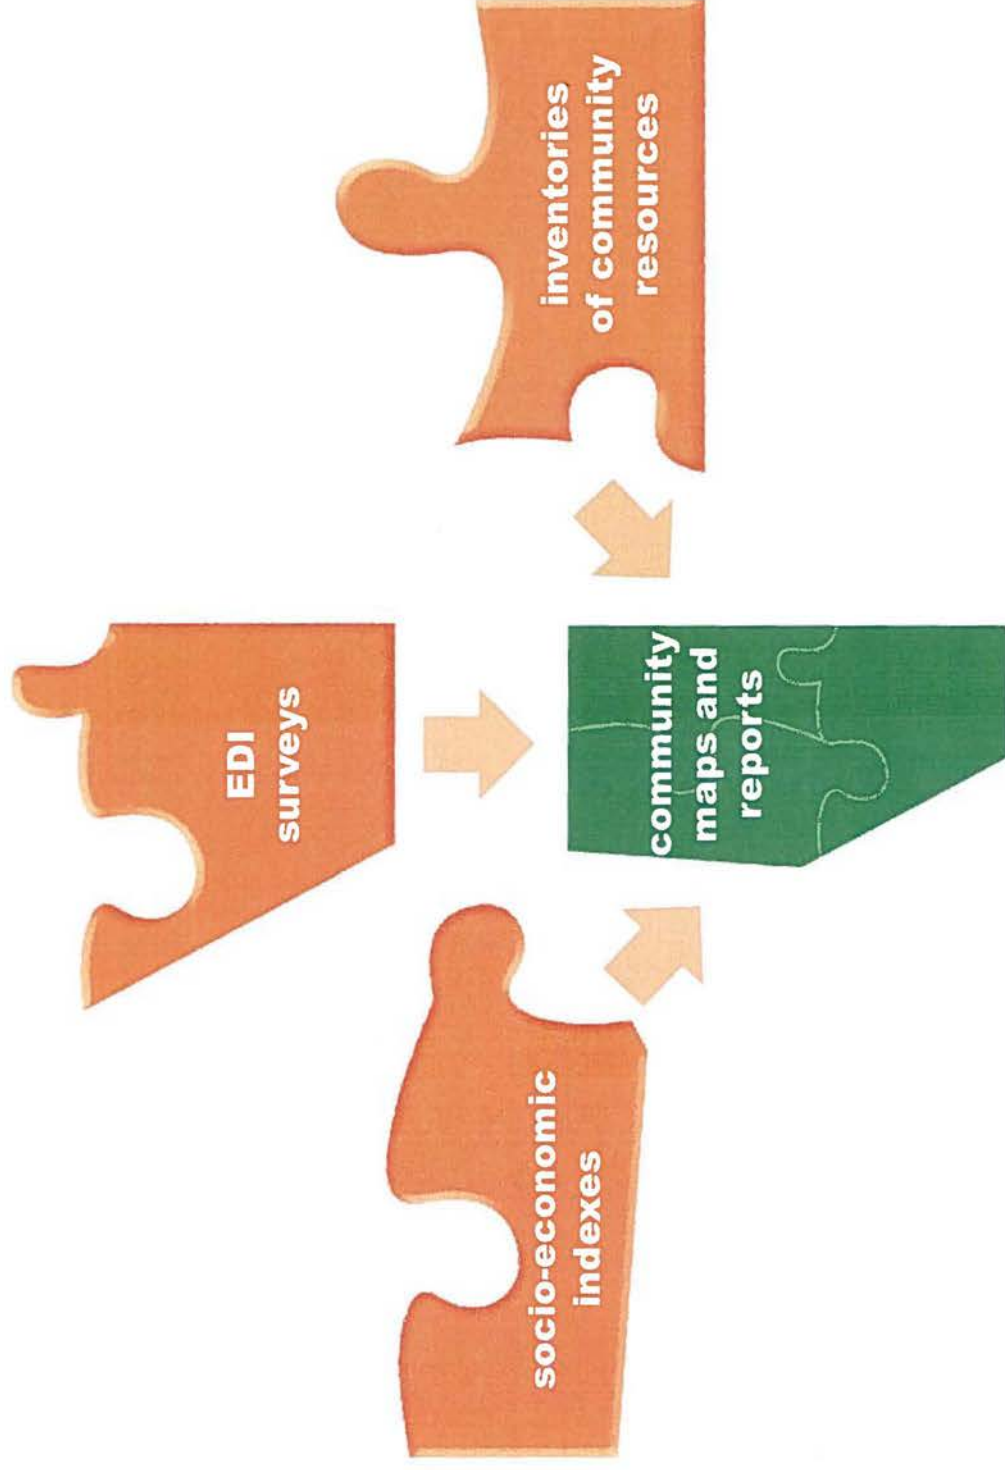 EDI
surveys
socio-economic
indexes
inventories
of community
resources
community
maps and
reports